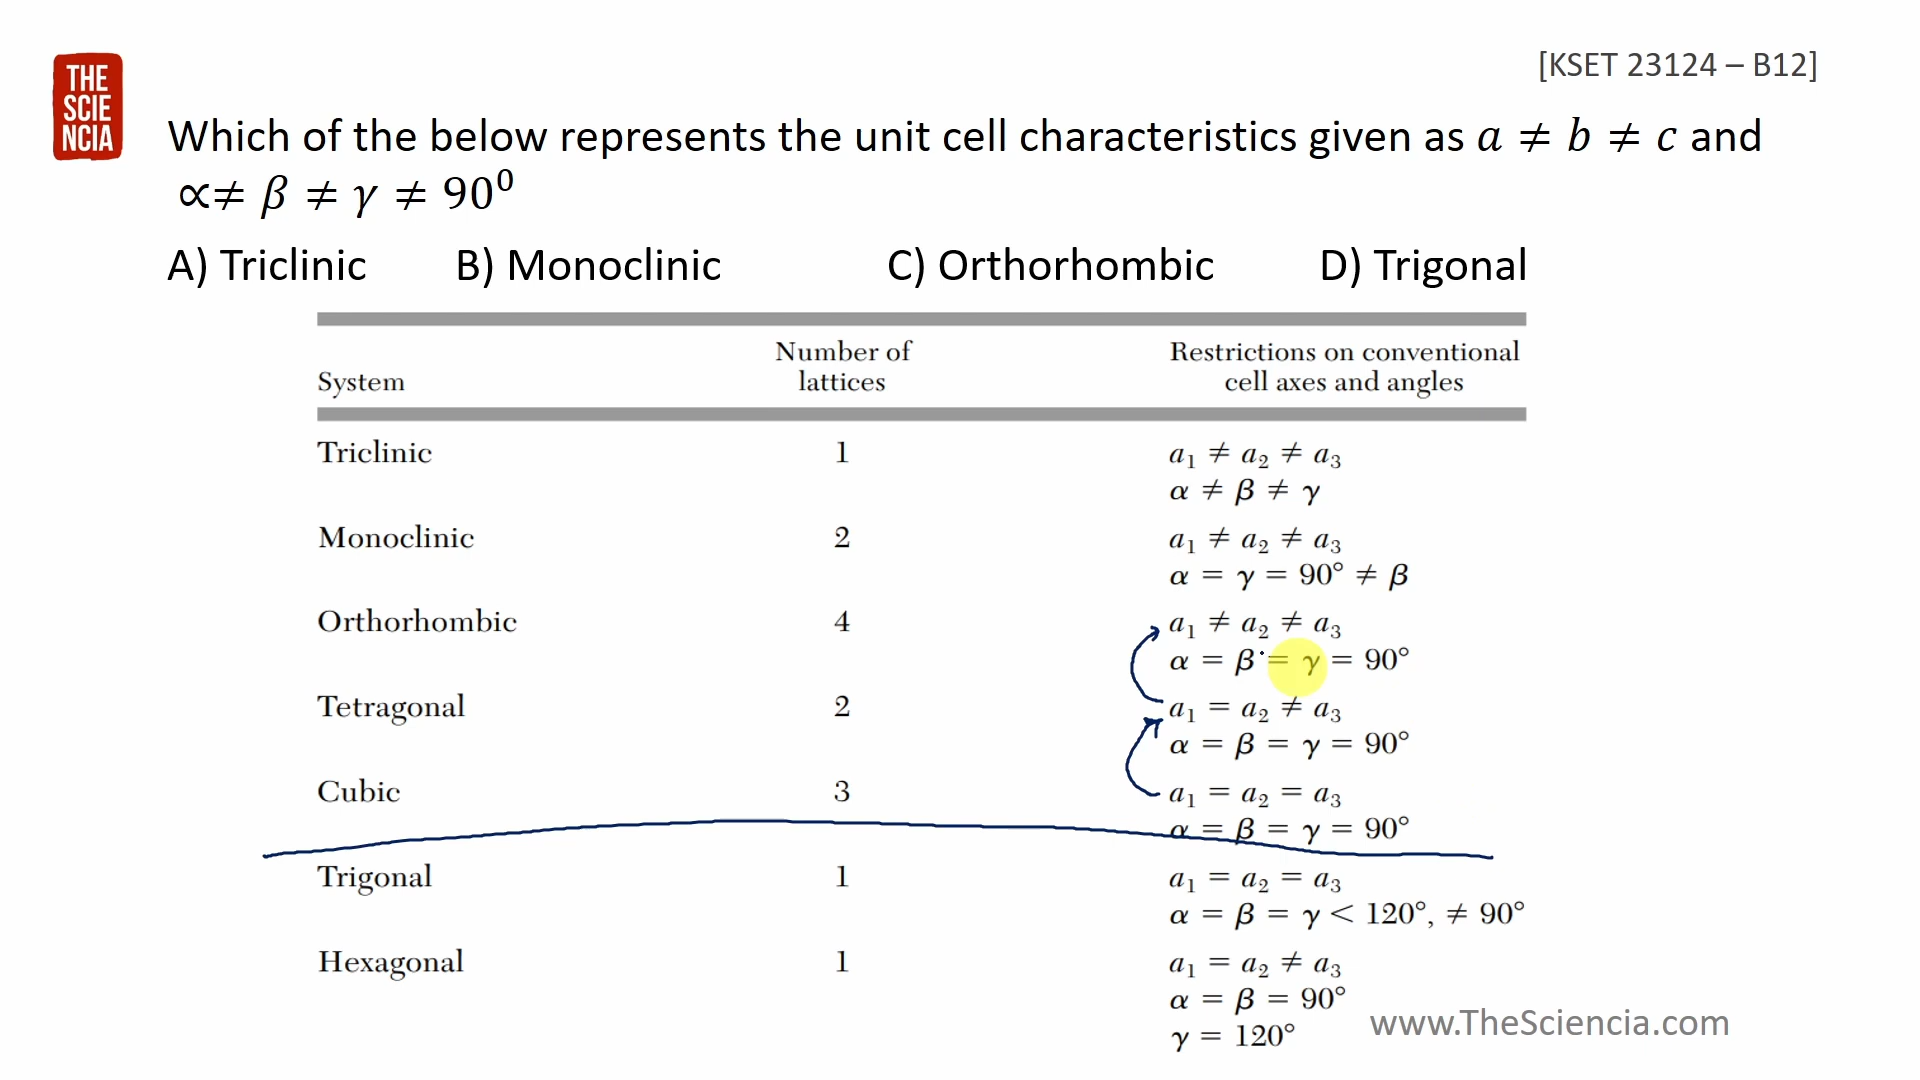 THE
SCIE
NCIA
[KSET 23124 – B12]
Which of the below represents the unit cell characteristics given as a ≠ b ≠ c and
∝≠ β ≠ γ ≠ 90⁰
A) Triclinic B) Monoclinic C) Orthorhombic D) Trigonal
System Number of lattices Restrictions on conventional cell axes and angles
Triclinic 1 a₁ ≠ a₂ ≠ a₃
α ≠ β ≠ γ
Monoclinic 2 a₁ ≠ a₂ ≠ a₃
α = γ = 90° ≠ β
Orthorhombic 4 a₁ ≠ a₂ ≠ a₃
α = β = γ = 90°
Tetragonal 2 a₁ = a₂ ≠ a₃
α = β = γ = 90°
Cubic 3 a₁ = a₂ = a₃
α = β = γ = 90°
Trigonal 1 a₁ = a₂ = a₃
α = β = γ < 120°, ≠ 90°
Hexagonal 1 a₁ = a₂ ≠ a₃
α = β = 90°
γ = 120°
www.TheSciencia.com